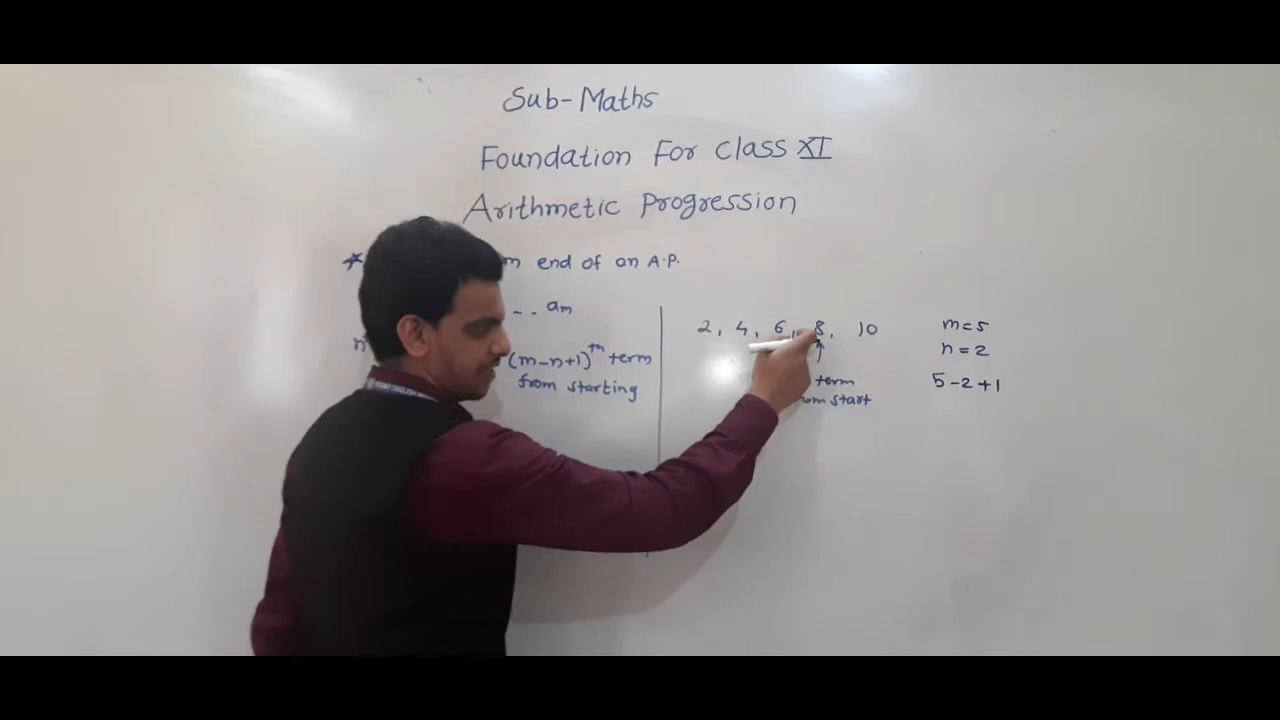 Sub-Maths
Foundation For Class XI
Arithmetic Progression
* end of an A.P.
- - am
n (m-n+1)th term
from starting
2, 4, 6, 8, 10
term
start
m=5
n=2
5-2+1